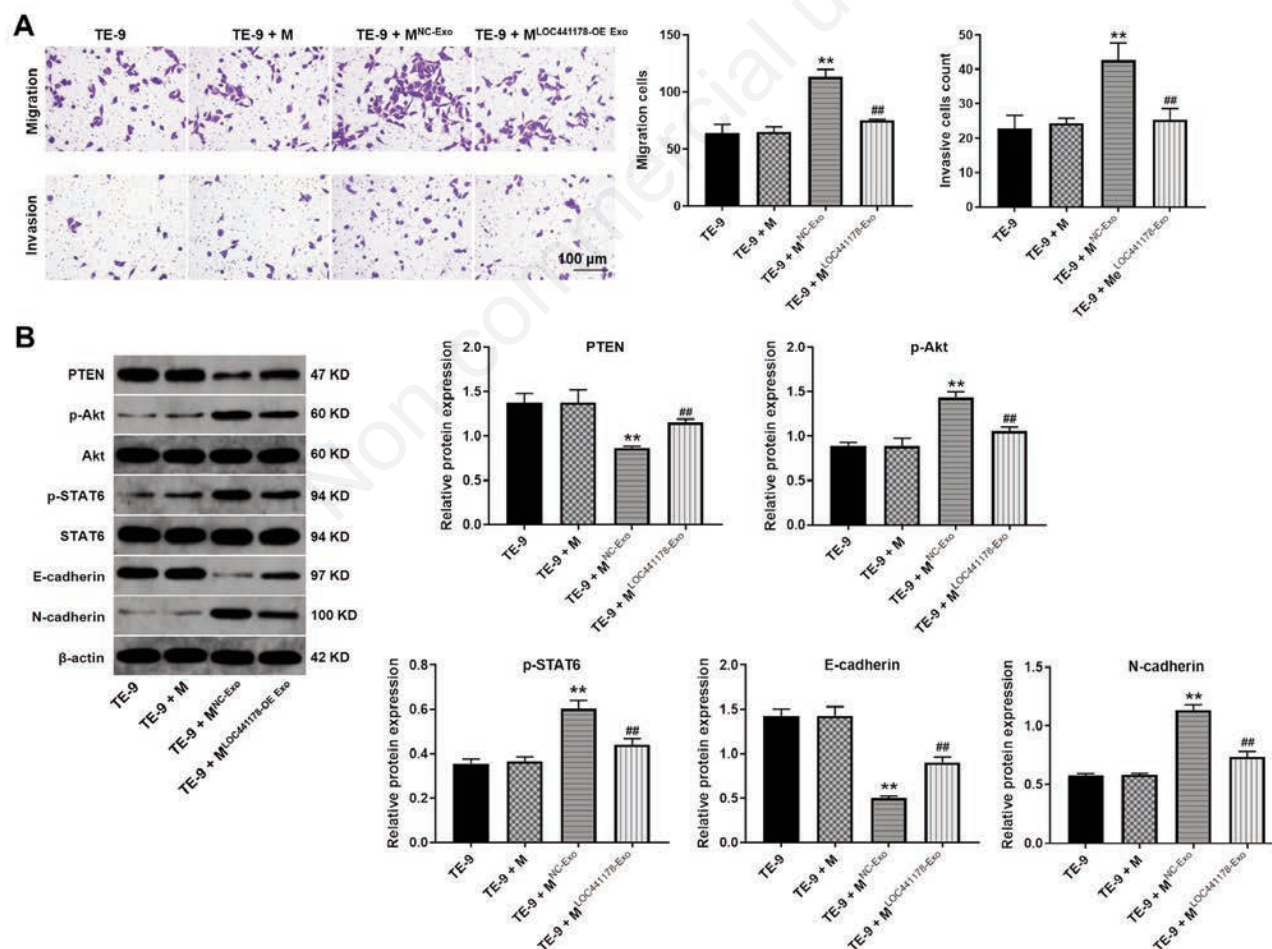 A
TE-9
TE-9 + M
TE-9 + M^NC-Exo
TE-9 + M^LOC441178-OE Exo
Migration
Invasion
100 µm
Migration cells
150
100
50
0
TE-9
TE-9 + M
TE-9 + M^NC-Exo
TE-9 + M^LOC441178-Exo
**
##
Invasive cells count
50
40
30
20
10
0
TE-9
TE-9 + M
TE-9 + M^NC-Exo
TE-9 + Me^LOC441178-Exo
**
##
Non-commercial u
B
PTEN
47 KD
p-Akt
60 KD
Akt
60 KD
p-STAT6
94 KD
STAT6
94 KD
E-cadherin
97 KD
N-cadherin
100 KD
β-actin
42 KD
TE-9
TE-9 + M
TE-9 + M^NC-Exo
TE-9 + M^LOC441178-OE Exo
PTEN
Relative protein expression
2.0
1.5
1.0
0.5
0.0
**
##
TE-9
TE-9 + M
TE-9 + M^NC-Exo
TE-9 + M^LOC441178-Exo
p-Akt
Relative protein expression
2.0
1.5
1.0
0.5
0.0
**
##
TE-9
TE-9 + M
TE-9 + M^NC-Exo
TE-9 + M^LOC441178-Exo
p-STAT6
Relative protein expression
0.8
0.6
0.4
0.2
0.0
**
##
TE-9
TE-9 + M
TE-9 + M^NC-Exo
TE-9 + M^LOC441178-Exo
E-cadherin
Relative protein expression
2.0
1.5
1.0
0.5
0.0
**
##
TE-9
TE-9 + M
TE-9 + M^NC-Exo
TE-9 + M^LOC441178-Exo
N-cadherin
Relative protein expression
1.5
1.0
0.5
0.0
**
##
TE-9
TE-9 + M
TE-9 + M^NC-Exo
TE-9 + M^LOC441178-Exo